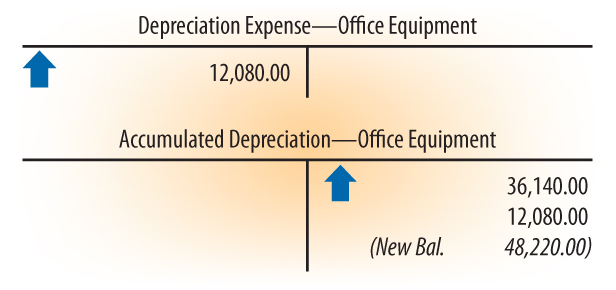 Depreciation Expense—Office Equipment
12,080.00
Accumulated Depreciation—Office Equipment
36,140.00
12,080.00
(New Bal. 48,220.00)